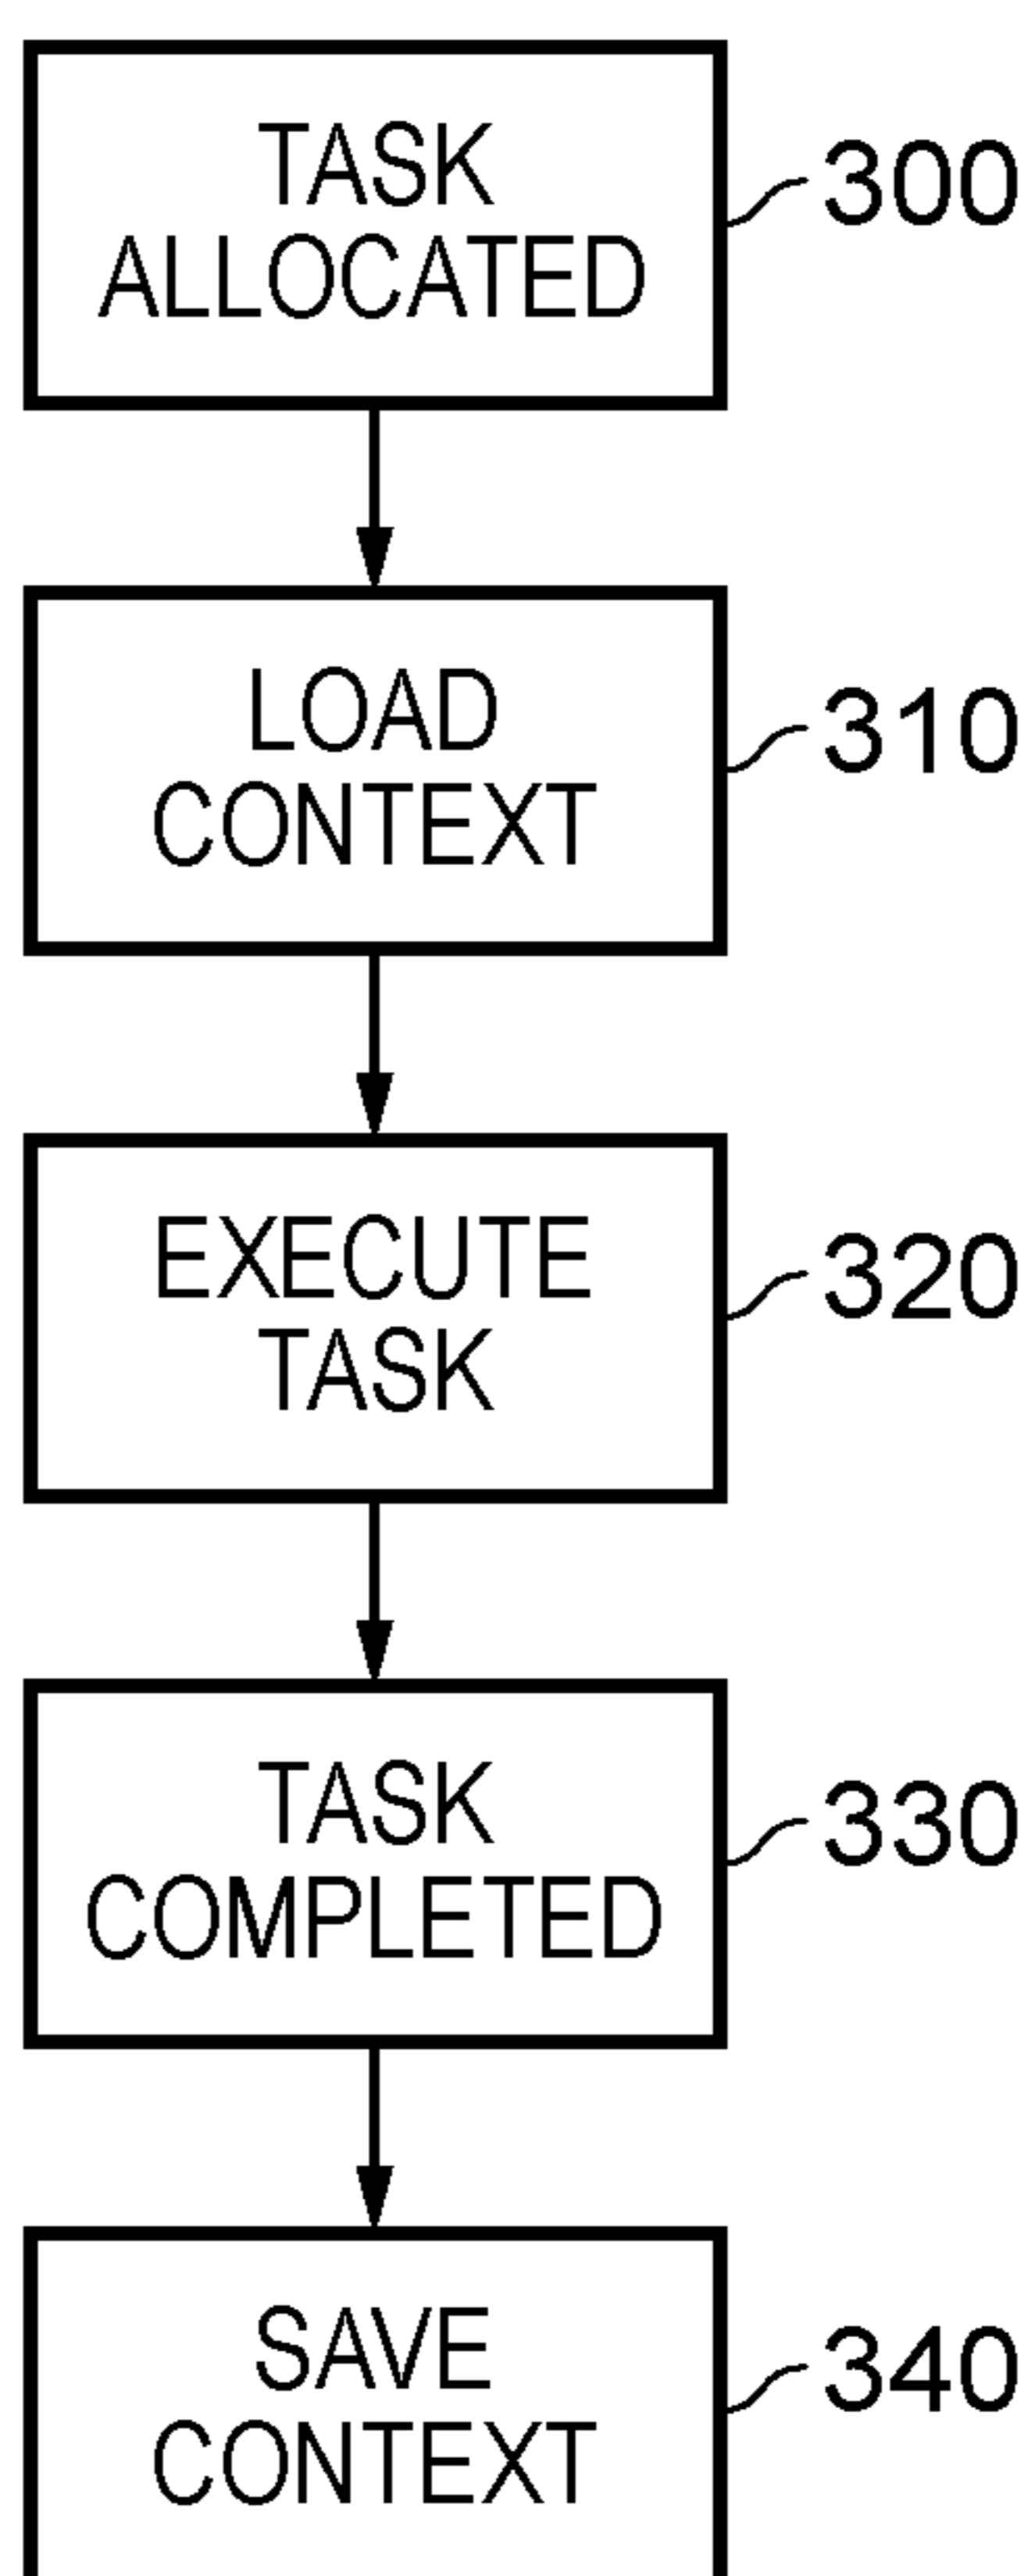 TASK
ALLOCATED
300
LOAD
CONTEXT
310
EXECUTE
TASK
320
TASK
COMPLETED
330
SAVE
CONTEXT
340